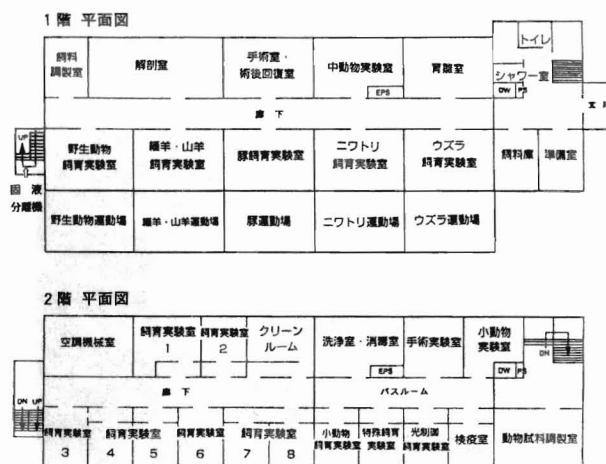 1階 平面図
トイレ
飼料
調製室
解剖室
手術室・
術後回復室
中動物実験室
EPS
胃盤室
シャワー室
DW PS
廊下
玄関
UP
野生動物
飼育実験室
緬羊・山羊
飼育実験室
豚飼育実験室
ニワトリ
飼育実験室
ウズラ
飼育実験室
飼料庫
準備室
固液
分離機
野生動物運動場
緬羊・山羊運動場
豚運動場
ニワトリ運動場
ウズラ運動場
2階 平面図
空調機械室
飼育実験室
1
飼育実験室
2
クリーン
ルーム
洗浄室・消毒室
EPS
手術実験室
小動物
実験室
DW PS
DN
廊下
パスルーム
DN UP
飼育実験室
3
飼育実験室
4 5
飼育実験室
6
飼育実験室
7 8
小動物
飼育実験室
特殊飼育
実験室
光制御
飼育実験室
検疫室
動物試料調製室